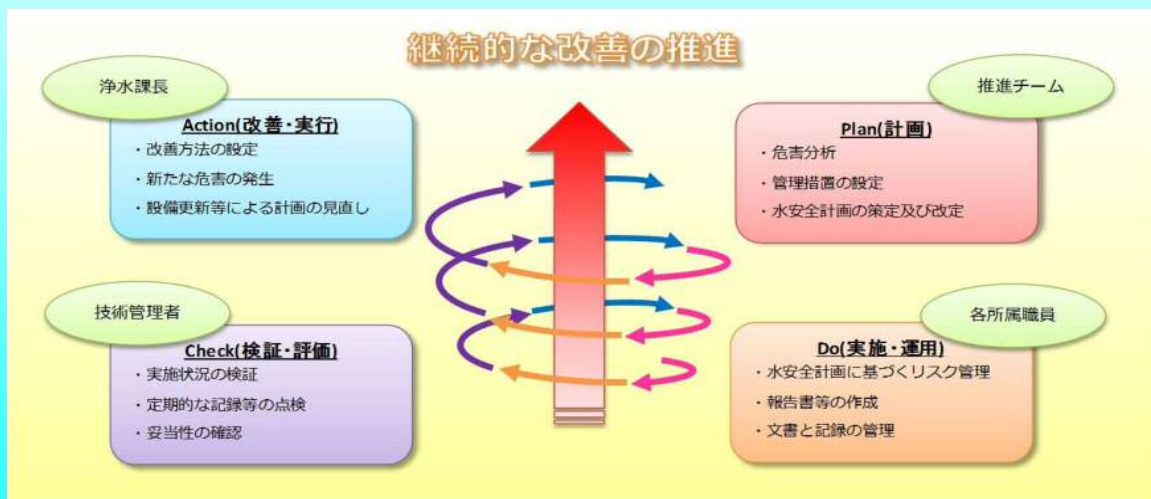 継続的な改善の推進
浄水課長
Action(改善・実行)
・改善方法の設定
・新たな危害の発生
・設備更新等による計画の見直し
推進チーム
Plan(計画)
・危害分析
・管理措置の設定
・水安全計画の策定及び改定
技術管理者
Check(検証・評価)
・実施状況の検証
・定期的な記録等の点検
・妥当性の確認
各所属職員
Do(実施・運用)
・水安全計画に基づくリスク管理
・報告書等の作成
・文書と記録の管理